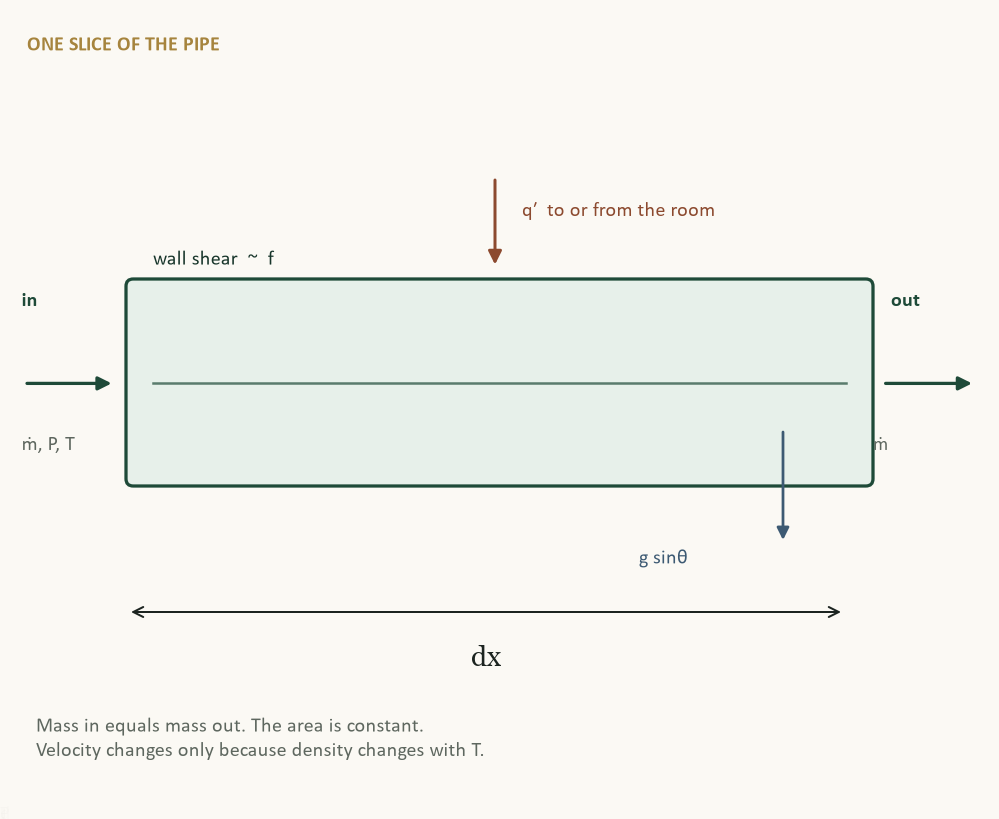 ONE SLICE OF THE PIPE
q′ to or from the room
wall shear ~ f
in
out
ṁ, P, T
ṁ
g sinθ
dx
Mass in equals mass out. The area is constant.
Velocity changes only because density changes with T.